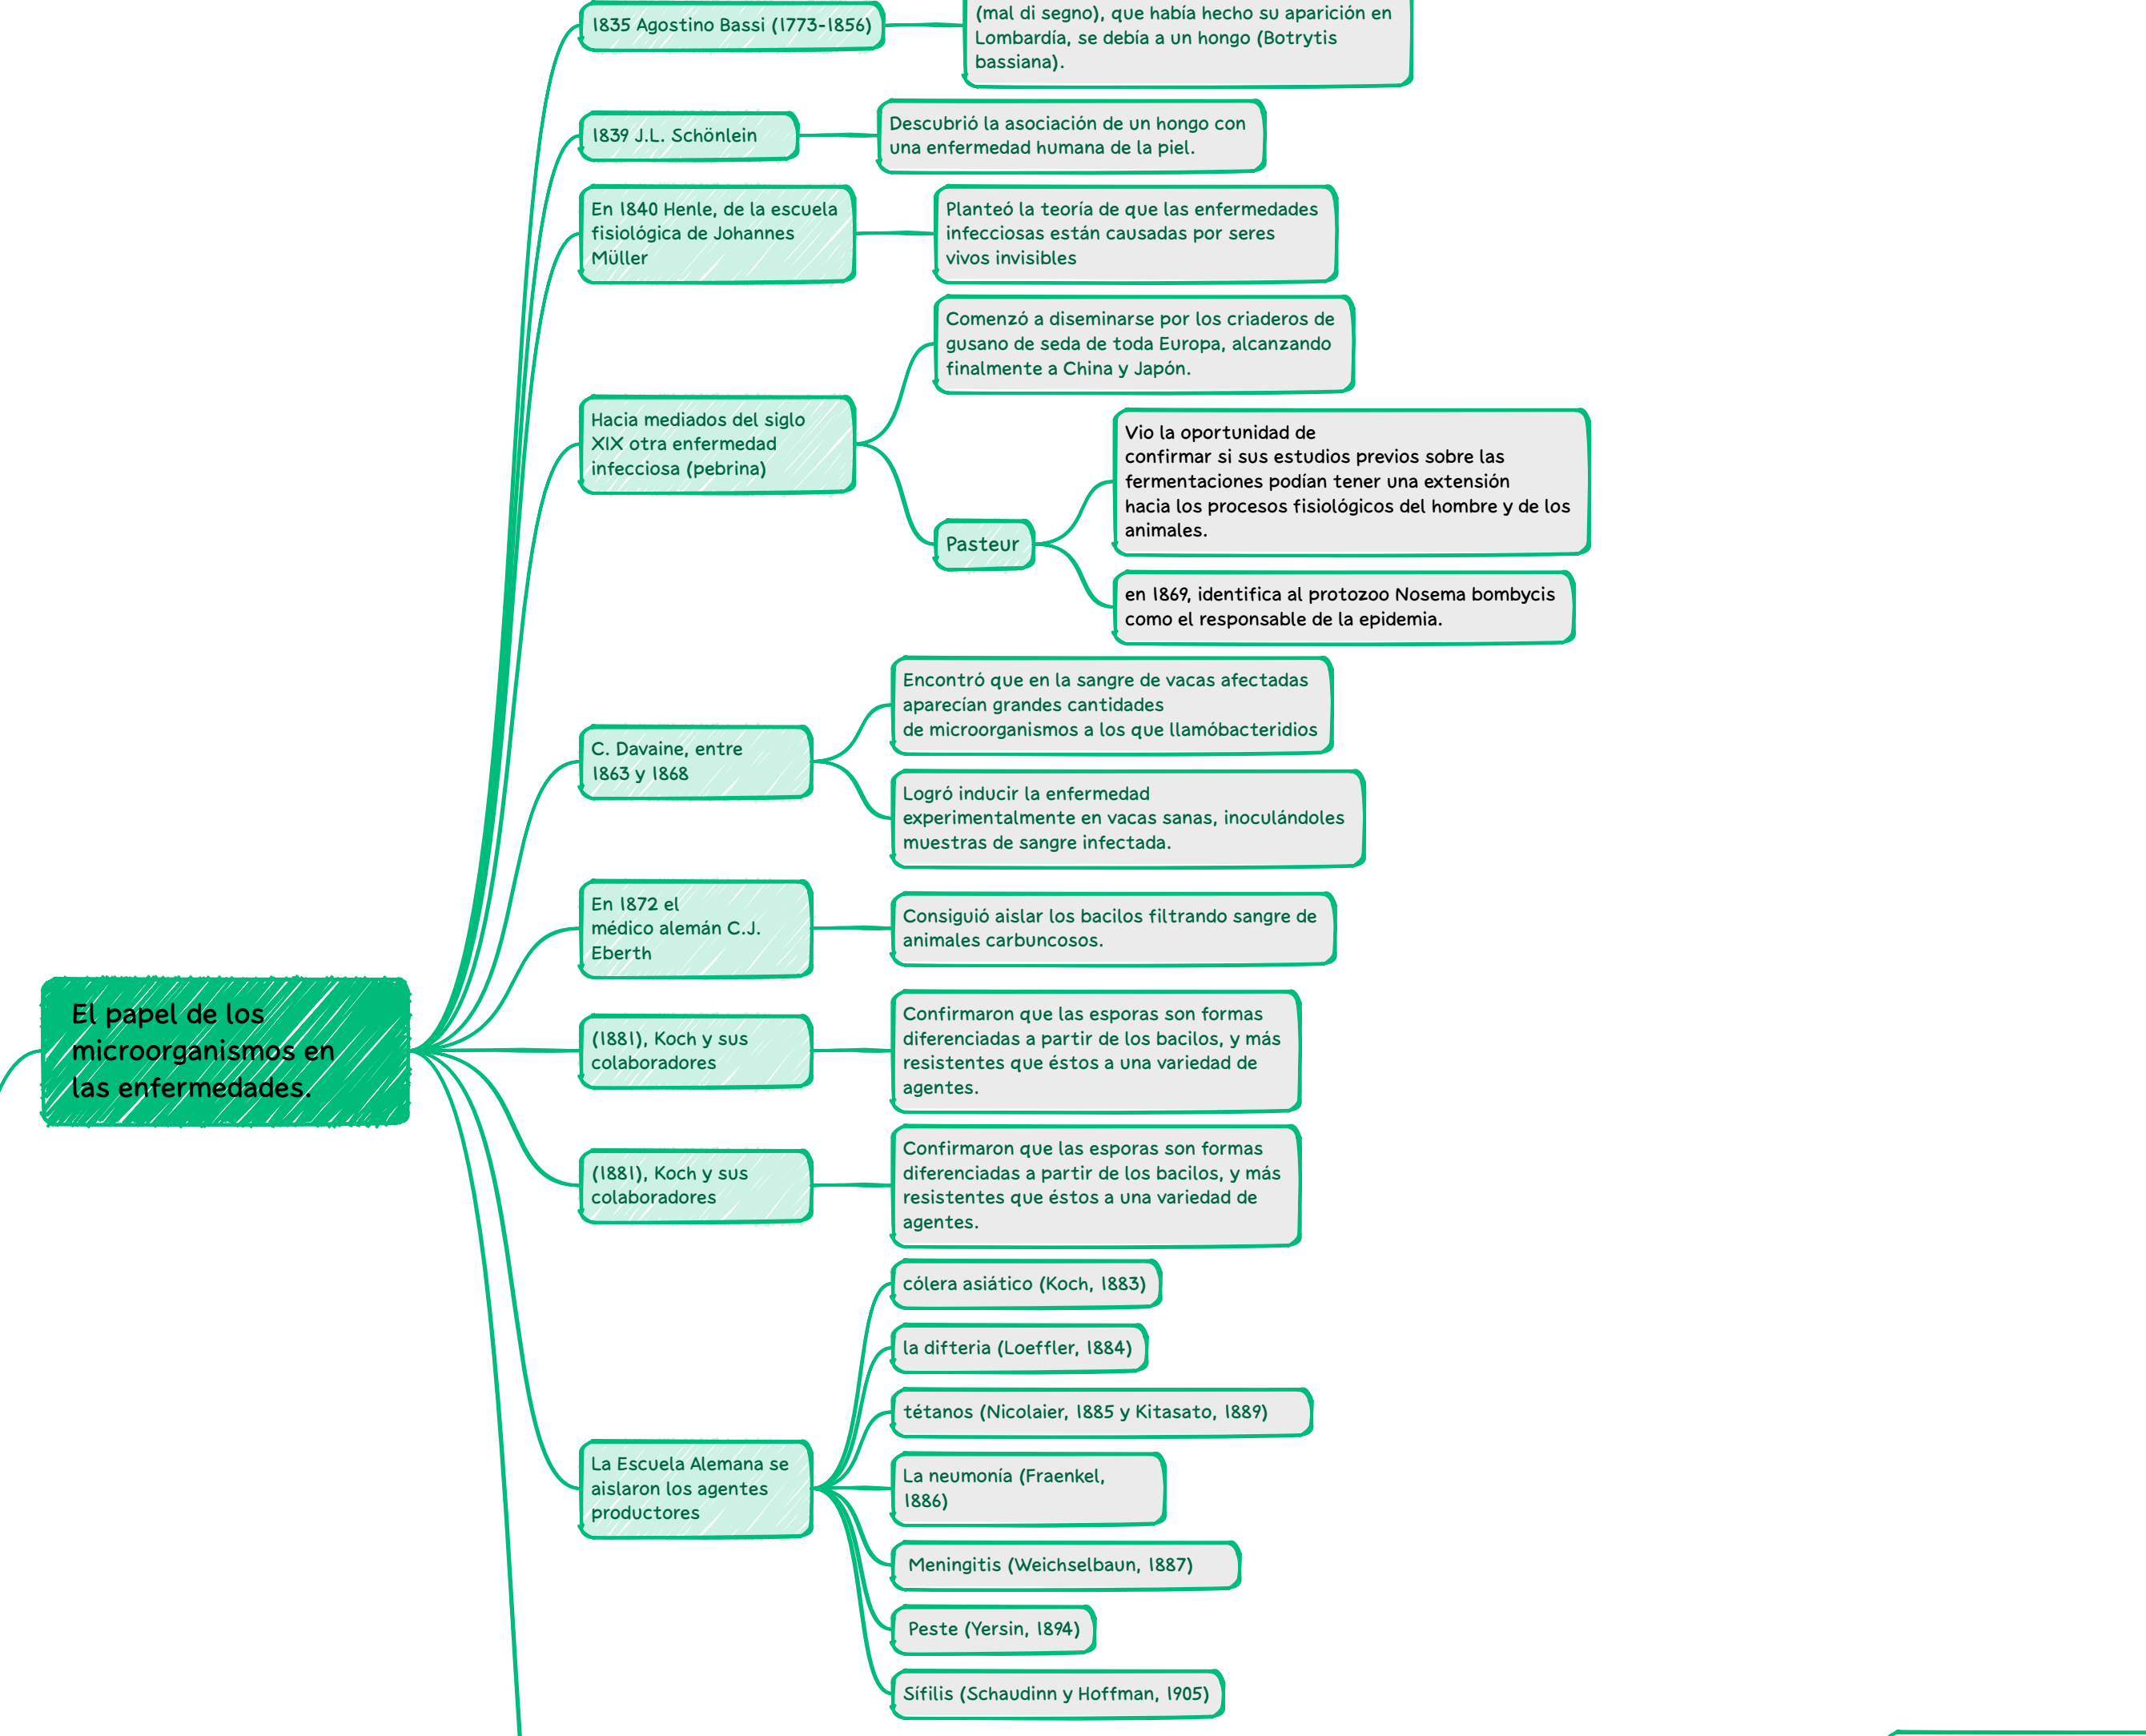 1835 Agostino Bassi (1773-1856)
(mal di segno), que había hecho su aparición en
Lombardía, se debía a un hongo (Botrytis
bassiana).
1839 J.L. Schönlein
Descubrió la asociación de un hongo con
una enfermedad humana de la piel.
En 1840 Henle, de la escuela
fisiológica de Johannes
Müller
Planteó la teoría de que las enfermedades
infecciosas están causadas por seres
vivos invisibles
Hacia mediados del siglo
XIX otra enfermedad
infecciosa (pebrina)
Comenzó a diseminarse por los criaderos de
gusano de seda de toda Europa, alcanzando
finalmente a China y Japón.
Pasteur
Vio la oportunidad de
confirmar si sus estudios previos sobre las
fermentaciones podían tener una extensión
hacia los procesos fisiológicos del hombre y de los
animales.
en 1869, identifica al protozoo Nosema bombycis
como el responsable de la epidemia.
C. Davaine, entre
1863 y 1868
Encontró que en la sangre de vacas afectadas
aparecían grandes cantidades
de microorganismos a los que llamóbacteridios
Logró inducir la enfermedad
experimentalmente en vacas sanas, inoculándoles
muestras de sangre infectada.
En 1872 el
médico alemán C.J.
Eberth
Consiguió aislar los bacilos filtrando sangre de
animales carbuncosos.
El papel de los
microorganismos en
las enfermedades.
(1881), Koch y sus
colaboradores
Confirmaron que las esporas son formas
diferenciadas a partir de los bacilos, y más
resistentes que éstos a una variedad de
agentes.
(1881), Koch y sus
colaboradores
Confirmaron que las esporas son formas
diferenciadas a partir de los bacilos, y más
resistentes que éstos a una variedad de
agentes.
La Escuela Alemana se
aislaron los agentes
productores
cólera asiático (Koch, 1883)
la difteria (Loeffler, 1884)
tétanos (Nicolaier, 1885 y Kitasato, 1889)
La neumonía (Fraenkel,
1886)
Meningitis (Weichselbaun, 1887)
Peste (Yersin, 1894)
Sífilis (Schaudinn y Hoffman, 1905)